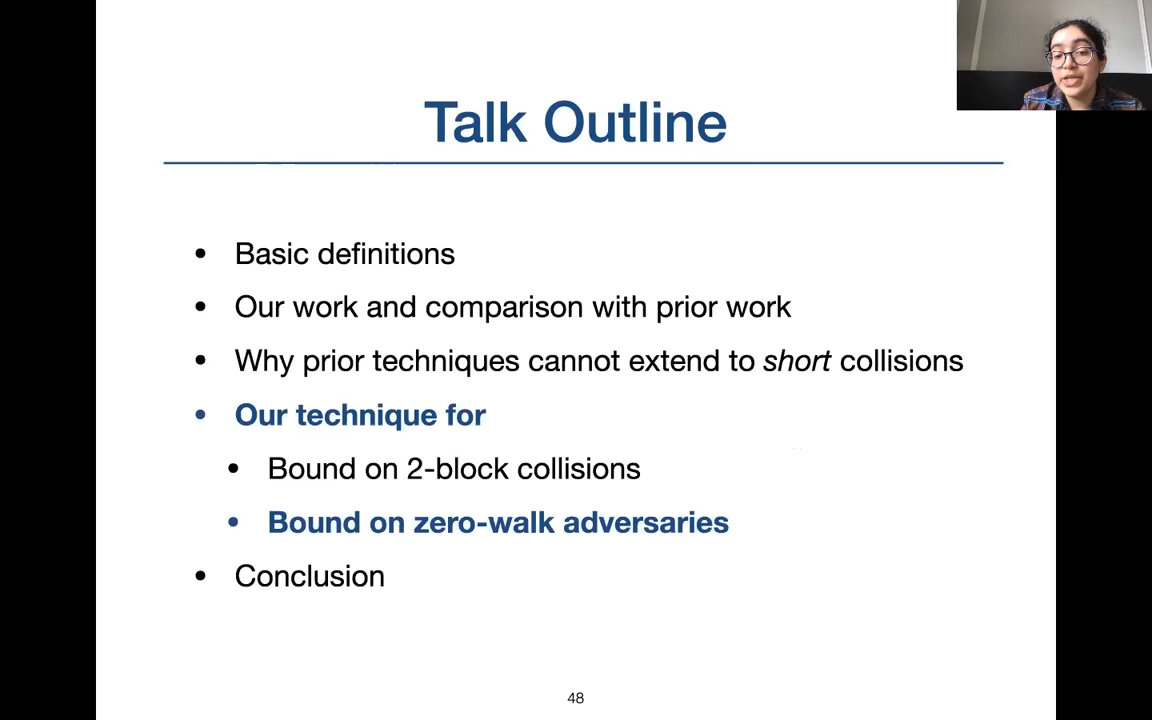 Talk Outline
• Basic definitions
• Our work and comparison with prior work
• Why prior techniques cannot extend to short collisions
• Our technique for
• Bound on 2-block collisions
• Bound on zero-walk adversaries
• Conclusion
48